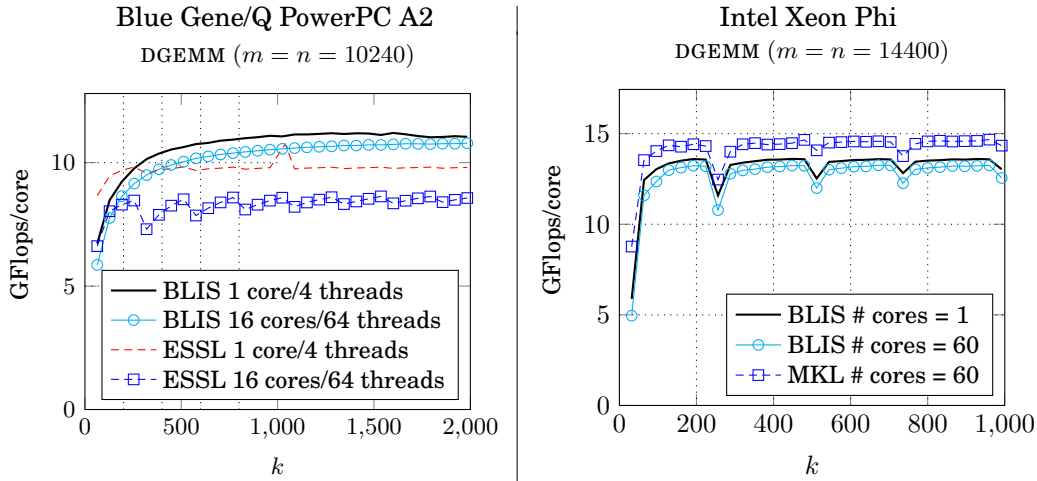 Blue Gene/Q PowerPC A2
DGEMM (m = n = 10240)
GFlops/core
10
5
0
BLIS 1 core/4 threads
BLIS 16 cores/64 threads
ESSL 1 core/4 threads
ESSL 16 cores/64 threads
0 500 1,000 1,500 2,000
k
Intel Xeon Phi
DGEMM (m = n = 14400)
GFlops/core
15
10
5
0
BLIS # cores = 1
BLIS # cores = 60
MKL # cores = 60
0 200 400 600 800 1,000
k